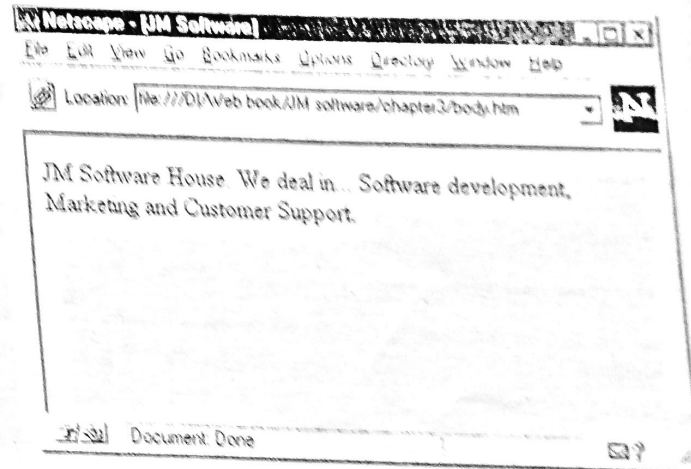 Netscape - [JM Software]
File Edit View Go Bookmarks Options Directory Window Help
Location: file:///D|/Web book/JM software/chapter3/body.htm
N
JM Software House. We deal in... Software development,
Marketing and Customer Support.
Document: Done
?